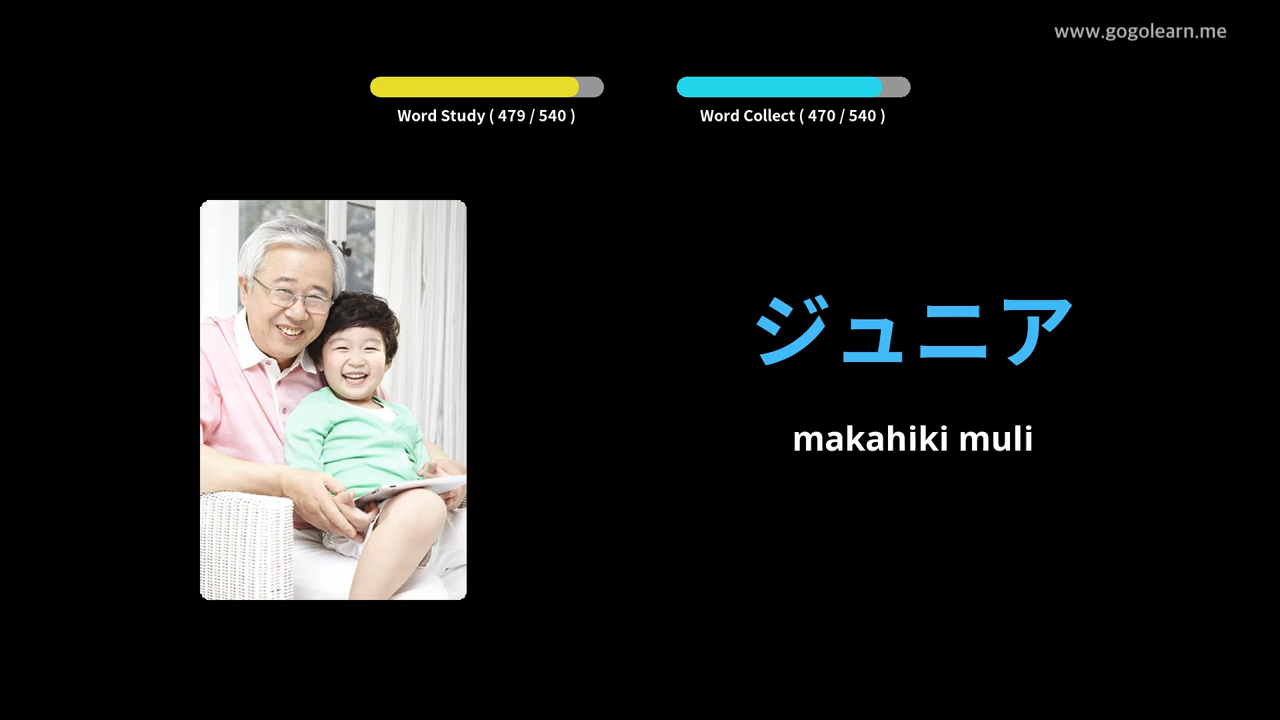 www.gogolearn.me
Word Study ( 479 / 540 )
Word Collect ( 470 / 540 )
ジュニア
makahiki muli